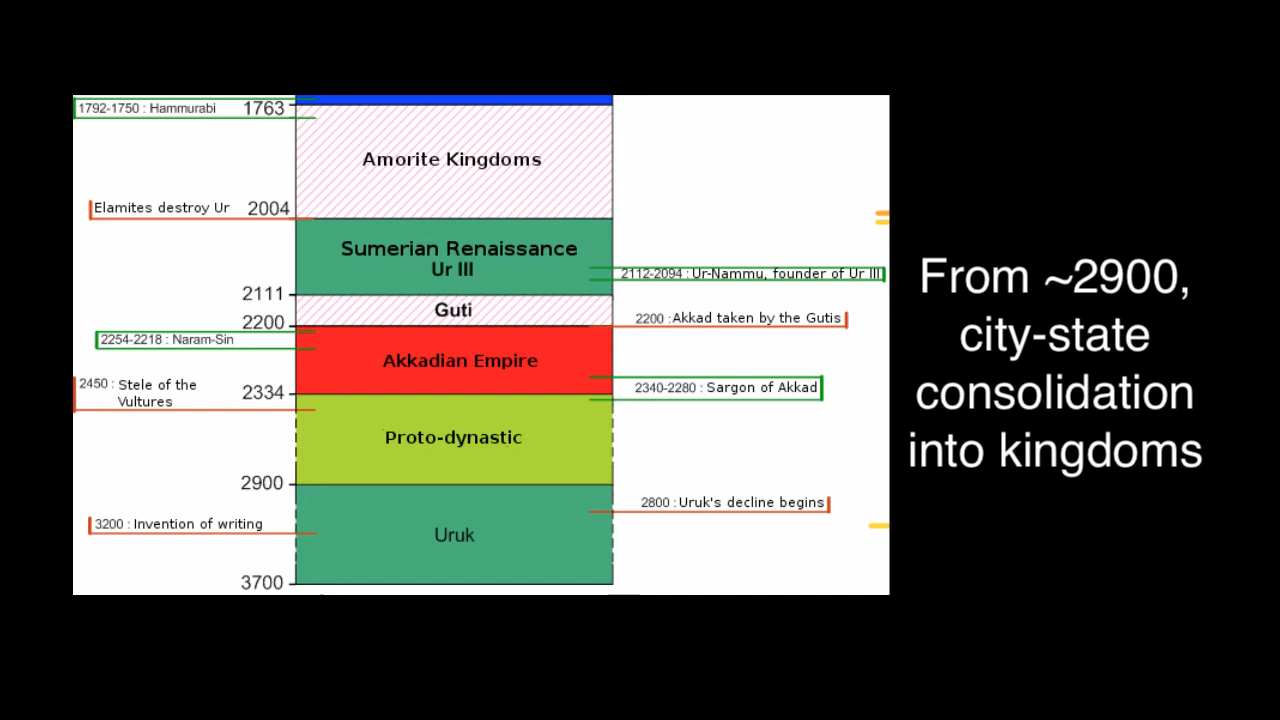 1792-1750 : Hammurabi
1763
Amorite Kingdoms
Elamites destroy Ur
2004
Sumerian Renaissance
Ur III
2112-2094 : Ur-Nammu, founder of Ur III
2111
Guti
2200
2200 : Akkad taken by the Gutis
2254-2218 : Naram-Sin
Akkadian Empire
2450 : Stele of the
Vultures
2334
2340-2280 : Sargon of Akkad
Proto-dynastic
2900
2800 : Uruk's decline begins
3200 : Invention of writing
Uruk
3700
From ~2900,
city-state
consolidation
into kingdoms